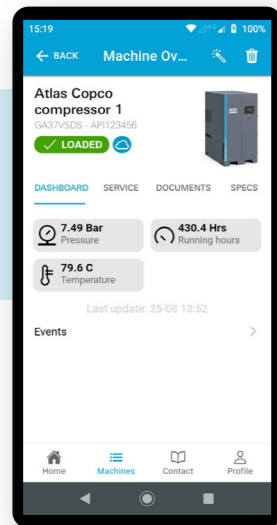 15:19
4G
100%
BACK
Machine Ov...
Atlas Copco
compressor 1
GA37VSDS - API123456
LOADED
DASHBOARD
SERVICE
DOCUMENTS
SPECS
7.49 Bar
Pressure
430.4 Hrs
Running hours
79.6 C
Temperature
Last update: 25-08 13:52
Events
Home
Machines
Contact
Profile